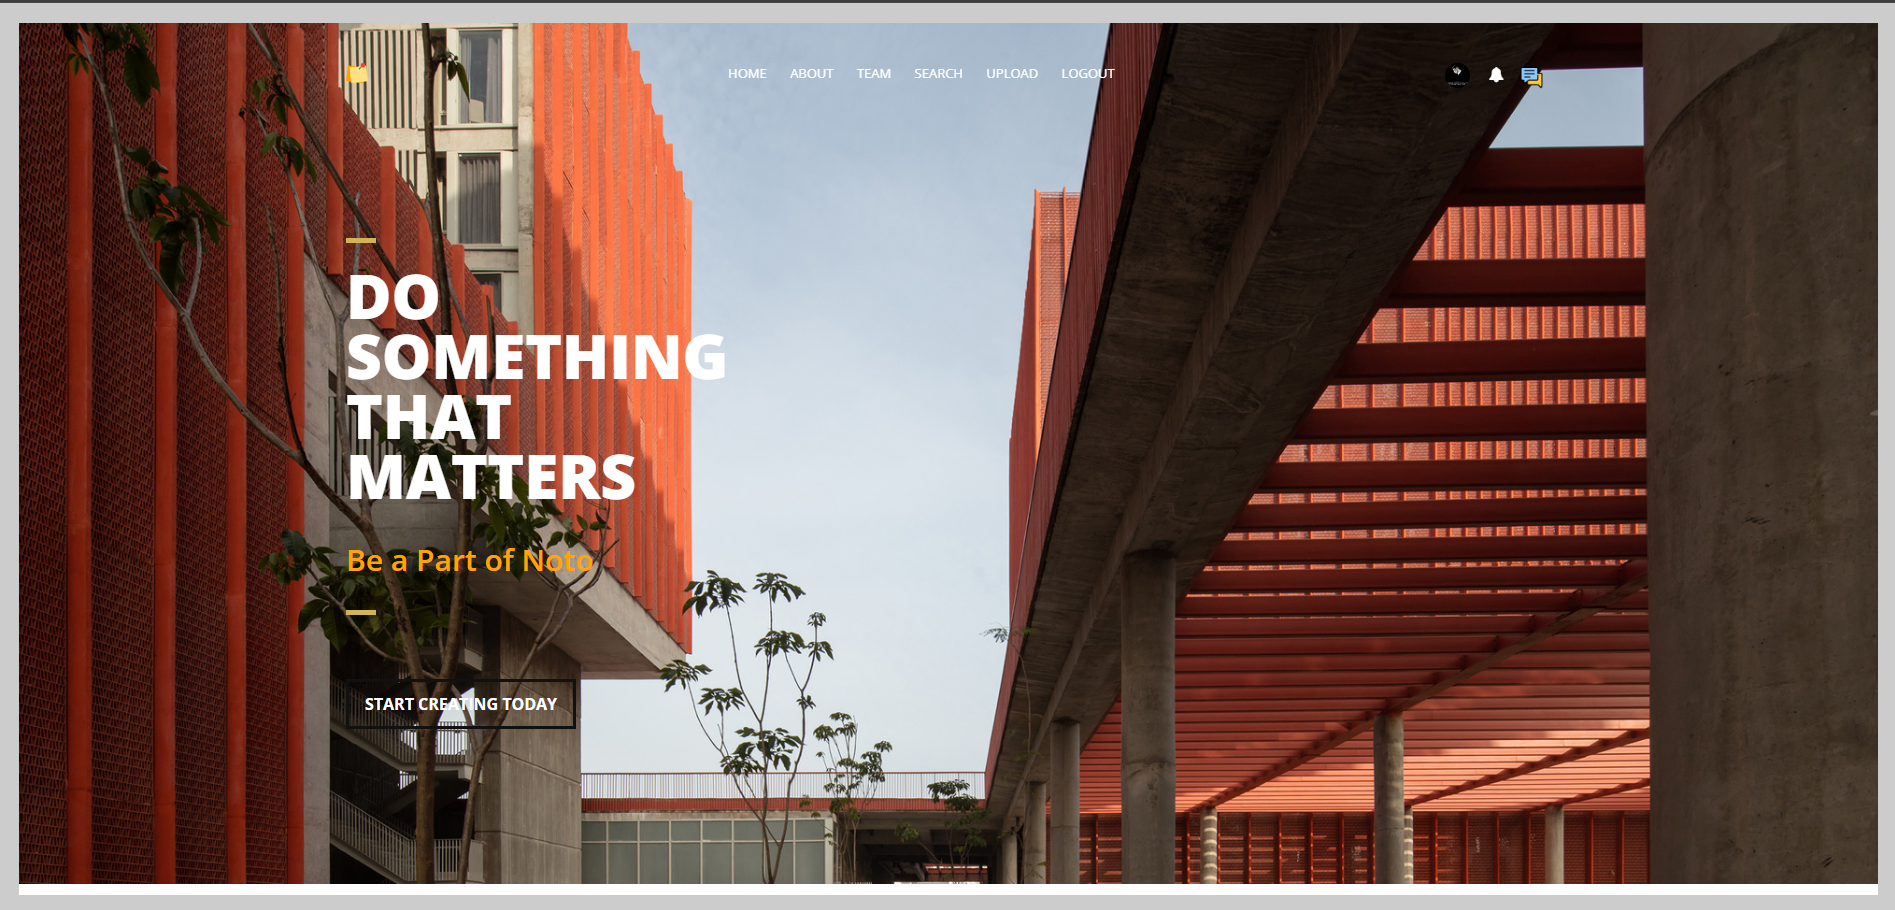 HOME ABOUT TEAM SEARCH UPLOAD LOGOUT
DO
SOMETHING
THAT
MATTERS
Be a Part of Noto
START CREATING TODAY